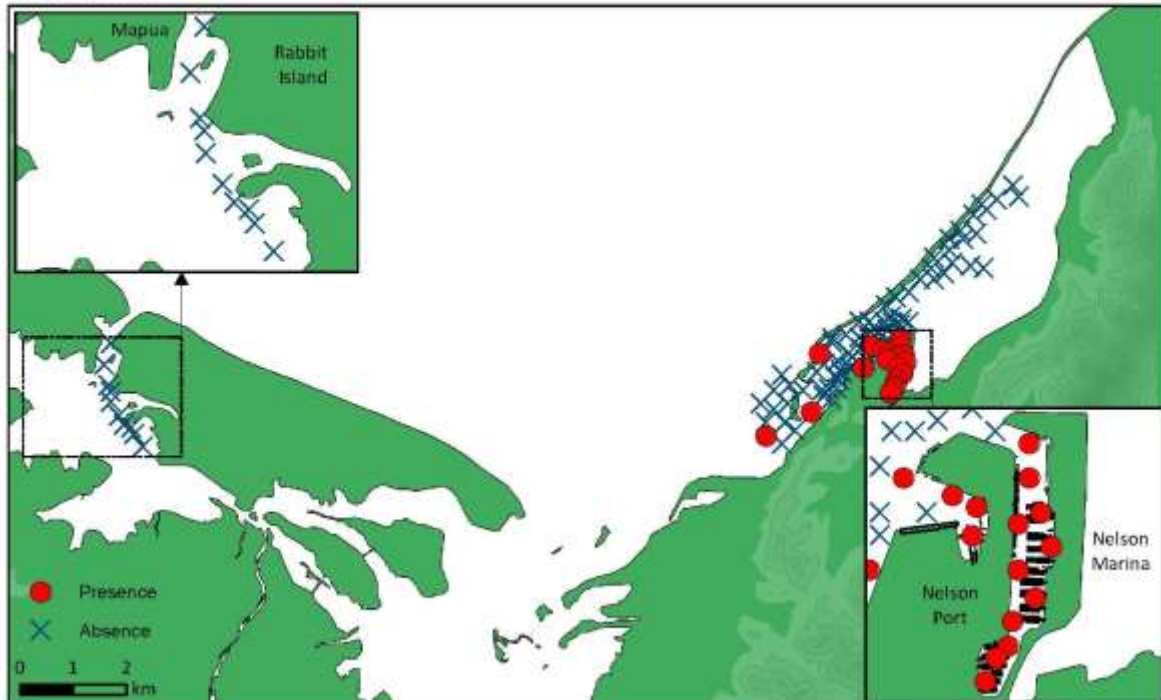 Mapua
Rabbit
Island
Nelson
Marina
Nelson
Port
Presence
Absence
0 1 2
km